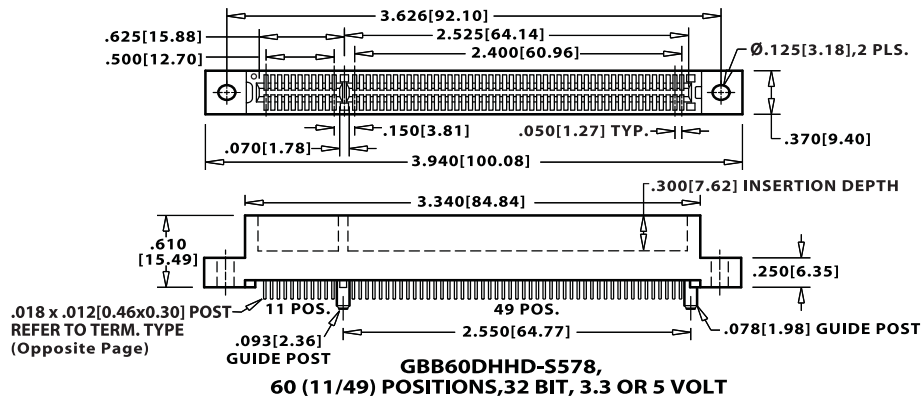 3.626[92.10]
.625[15.88]
2.525[64.14]
.500[12.70]
2.400[60.96]
Ø.125[3.18],2 PLS.
.150[3.81]
.050[1.27] TYP.
.070[1.78]
.370[9.40]
3.940[100.08]
3.340[84.84]
.300[7.62] INSERTION DEPTH
.610
[15.49]
.250[6.35]
.018 x .012[0.46x0.30] POST
REFER TO TERM. TYPE
(Opposite Page)
11 POS.
49 POS.
.093[2.36]
GUIDE POST
2.550[64.77]
.078[1.98] GUIDE POST
GBB60DHHD-S578,
60 (11/49) POSITIONS,32 BIT, 3.3 OR 5 VOLT